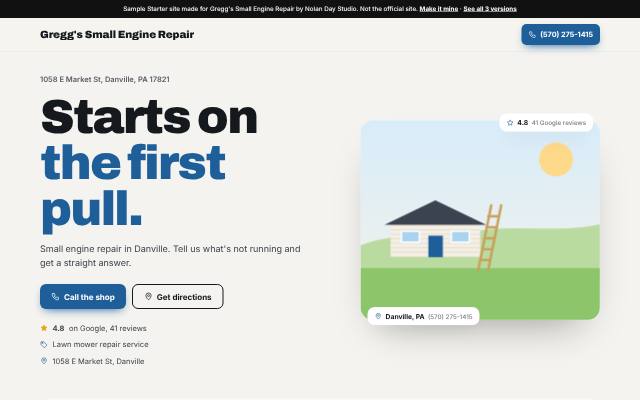 Sample Starter site made for Gregg's Small Engine Repair by Nolan Day Studio. Not the official site. Make it mine · See all 3 versions
Gregg's Small Engine Repair
(570) 275-1415
1058 E Market St, Danville, PA 17821
Starts on
the first
pull.
Small engine repair in Danville. Tell us what's not running and
get a straight answer.
Call the shop
Get directions
4.8 on Google, 41 reviews
Lawn mower repair service
1058 E Market St, Danville, PA
4.8 41 Google reviews
Danville, PA (570) 275-1415